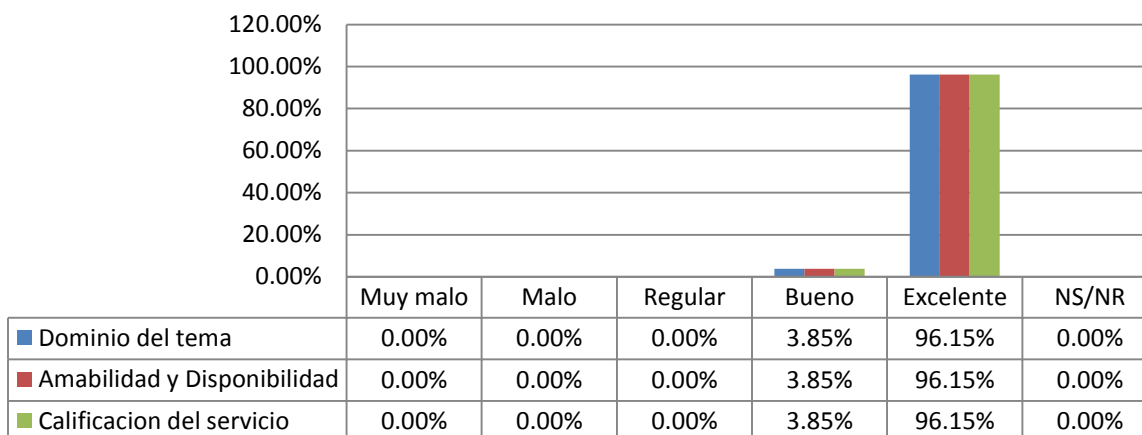 120.00%
100.00%
80.00%
60.00%
40.00%
20.00%
0.00%
Muy malo Malo Regular Bueno Excelente NS/NR
Dominio del tema 0.00% 0.00% 0.00% 3.85% 96.15% 0.00%
Amabilidad y Disponibilidad 0.00% 0.00% 0.00% 3.85% 96.15% 0.00%
Calificacion del servicio 0.00% 0.00% 0.00% 3.85% 96.15% 0.00%